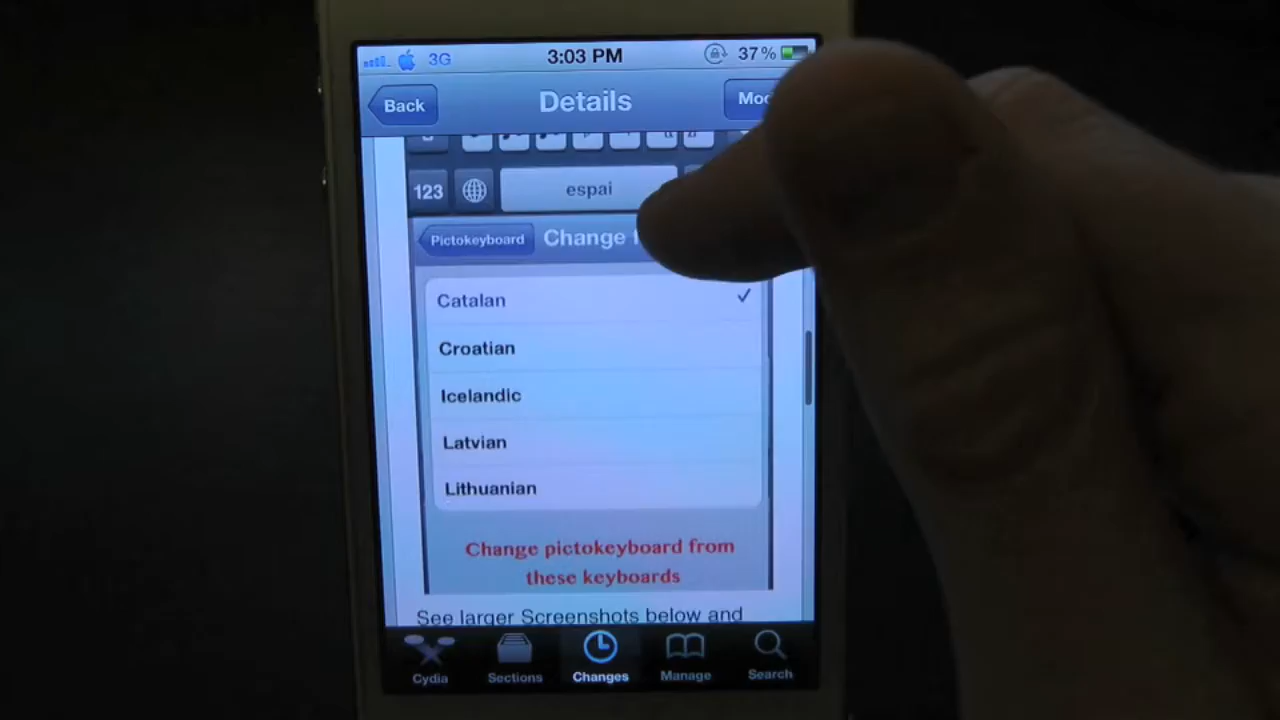 3G 3:03 PM 37%
Back Details
123 espai
Pictokeyboard Change
Catalan
Croatian
Icelandic
Latvian
Lithuanian
Change pictokeyboard from
these keyboards
See larger Screenshots below and
Cydia Sections Changes Manage Search